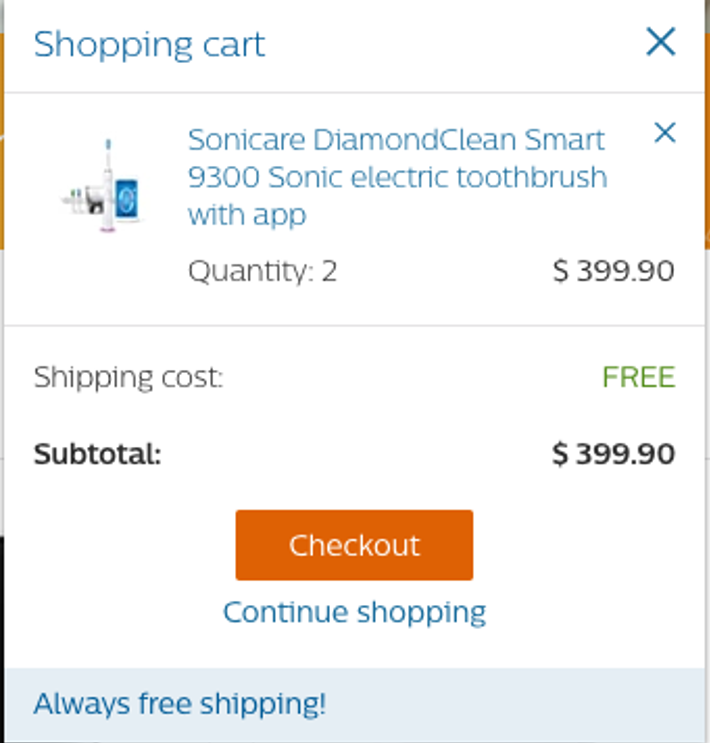 Shopping cart
Sonicare DiamondClean Smart
9300 Sonic electric toothbrush
with app
Quantity: 2 $ 399.90
Shipping cost: FREE
Subtotal: $ 399.90
Checkout
Continue shopping
Always free shipping!